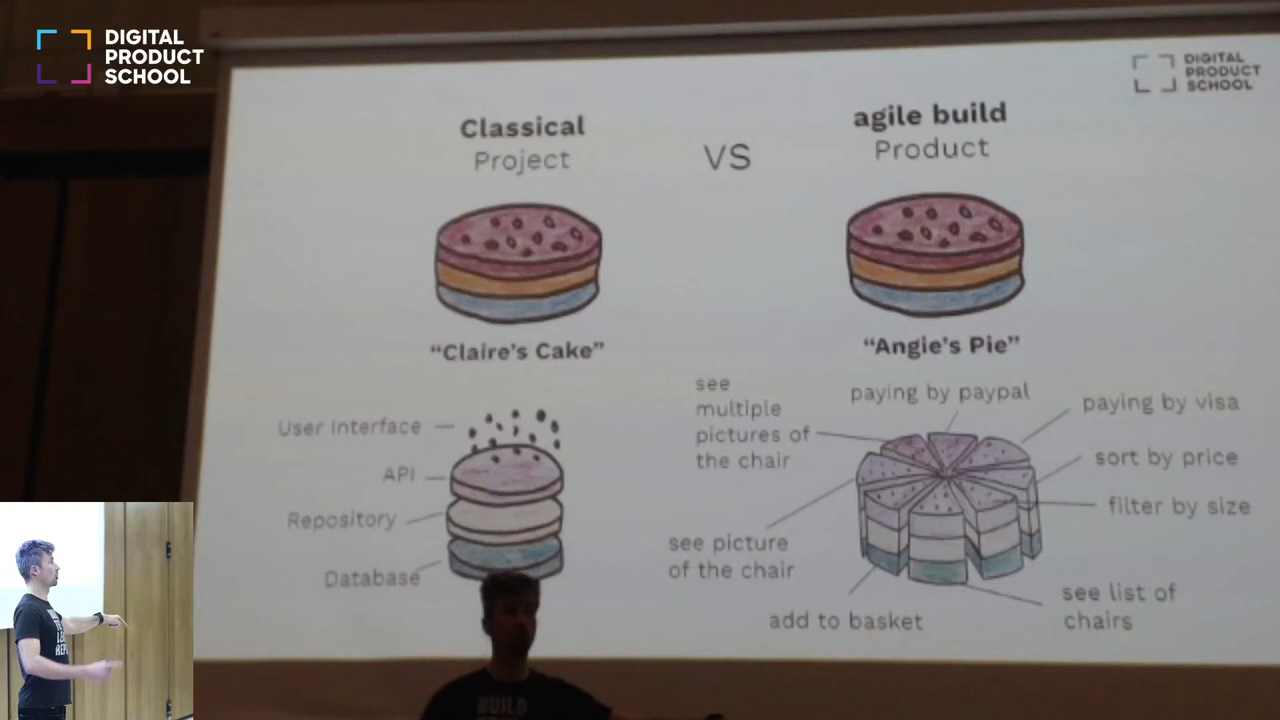 DIGITAL
PRODUCT
SCHOOL
DIGITAL
PRODUCT
SCHOOL
Classical
Project
VS
agile build
Product
“Claire’s Cake”
“Angie’s Pie”
User Interface
API
Repository
Database
see
multiple
pictures of
the chair
paying by paypal
paying by visa
sort by price
filter by size
see picture
of the chair
add to basket
see list of
chairs
BUILD